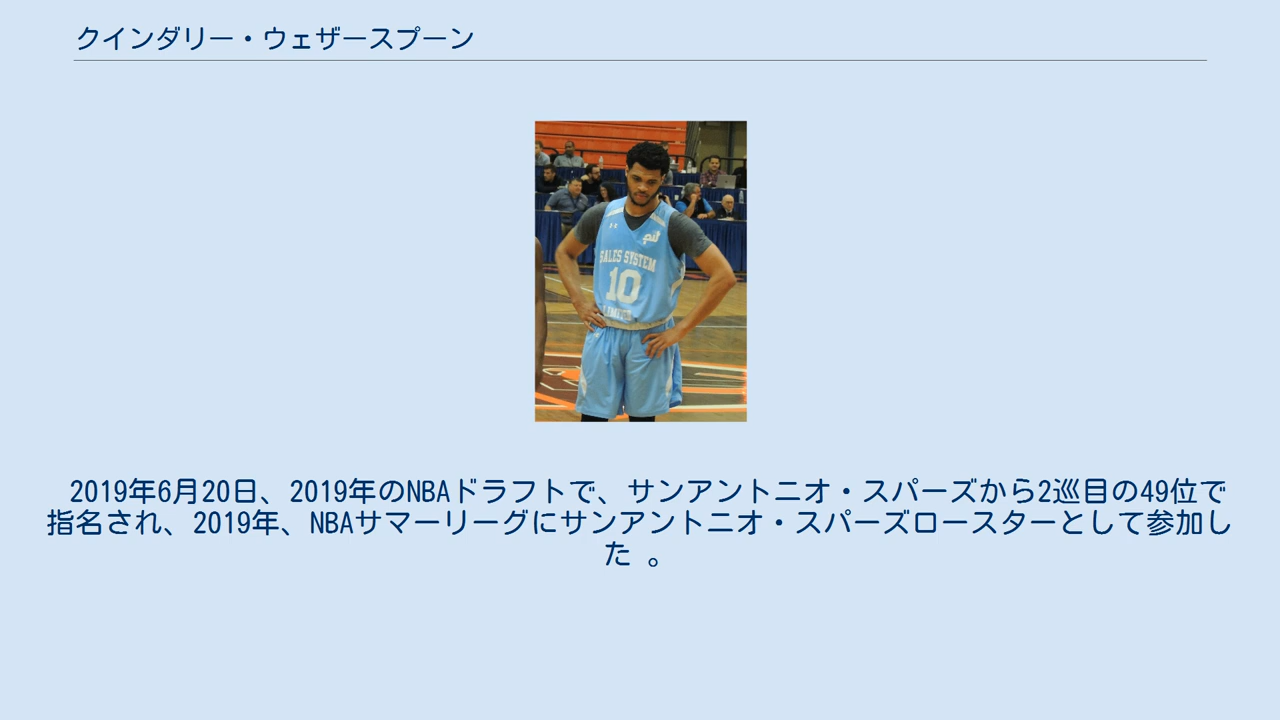 クインダリー・ウェザースプーン
SALES SYSTEM
10
2019年6月20日、2019年のNBAドラフトで、サンアントニオ・スパーズから2巡目の49位で
指名され、2019年、NBAサマーリーグにサンアントニオ・スパーズロースターとして参加し
た 。